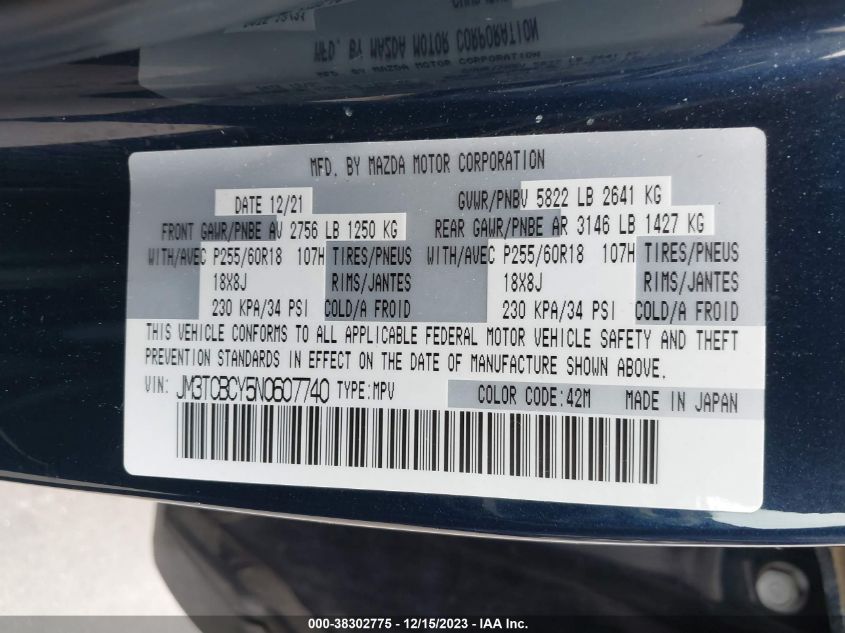 MFD. BY MAZDA MOTOR CORPORATION
DATE 12/21 GVWR/PNBV 5822 LB 2641 KG
FRONT GAWR/PNBE AV 2756 LB 1250 KG REAR GAWR/PNBE AR 3146 LB 1427 KG
WITH/AVEC P255/60R18 107H TIRES/PNEUS WITH/AVEC P255/60R18 107H TIRES/PNEUS
18X8J RIMS/JANTES 18X8J RIMS/JANTES
230 KPA/34 PSI COLD/A FROID 230 KPA/34 PSI COLD/A FROID
THIS VEHICLE CONFORMS TO ALL APPLICABLE FEDERAL MOTOR VEHICLE SAFETY AND THEFT
PREVENTION STANDARDS IN EFFECT ON THE DATE OF MANUFACTURE SHOWN ABOVE.
VIN: JM3TCBCY5N0607740 TYPE:MPV COLOR CODE:42M MADE IN JAPAN
000-38302775 - 12/15/2023 - IAA Inc.